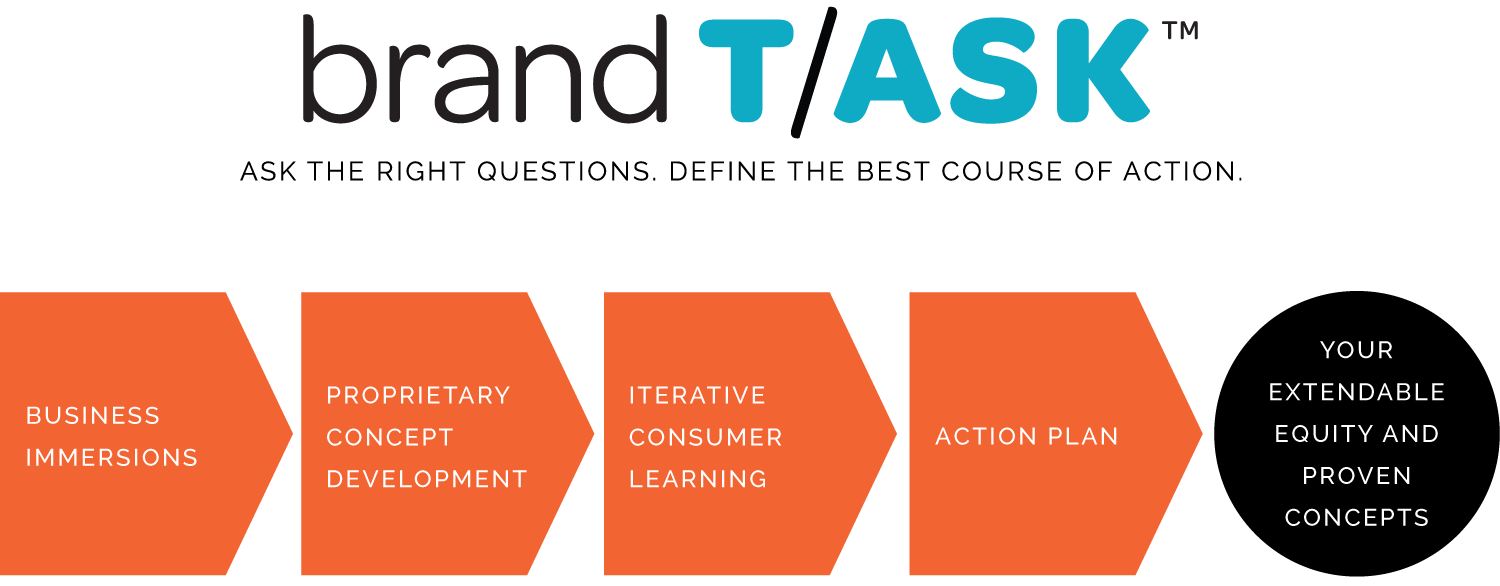 brand T/ASK™
ASK THE RIGHT QUESTIONS. DEFINE THE BEST COURSE OF ACTION.
BUSINESS
IMMERSIONS
PROPRIETARY
CONCEPT
DEVELOPMENT
ITERATIVE
CONSUMER
LEARNING
ACTION PLAN
YOUR
EXTENDABLE
EQUITY AND
PROVEN
CONCEPTS